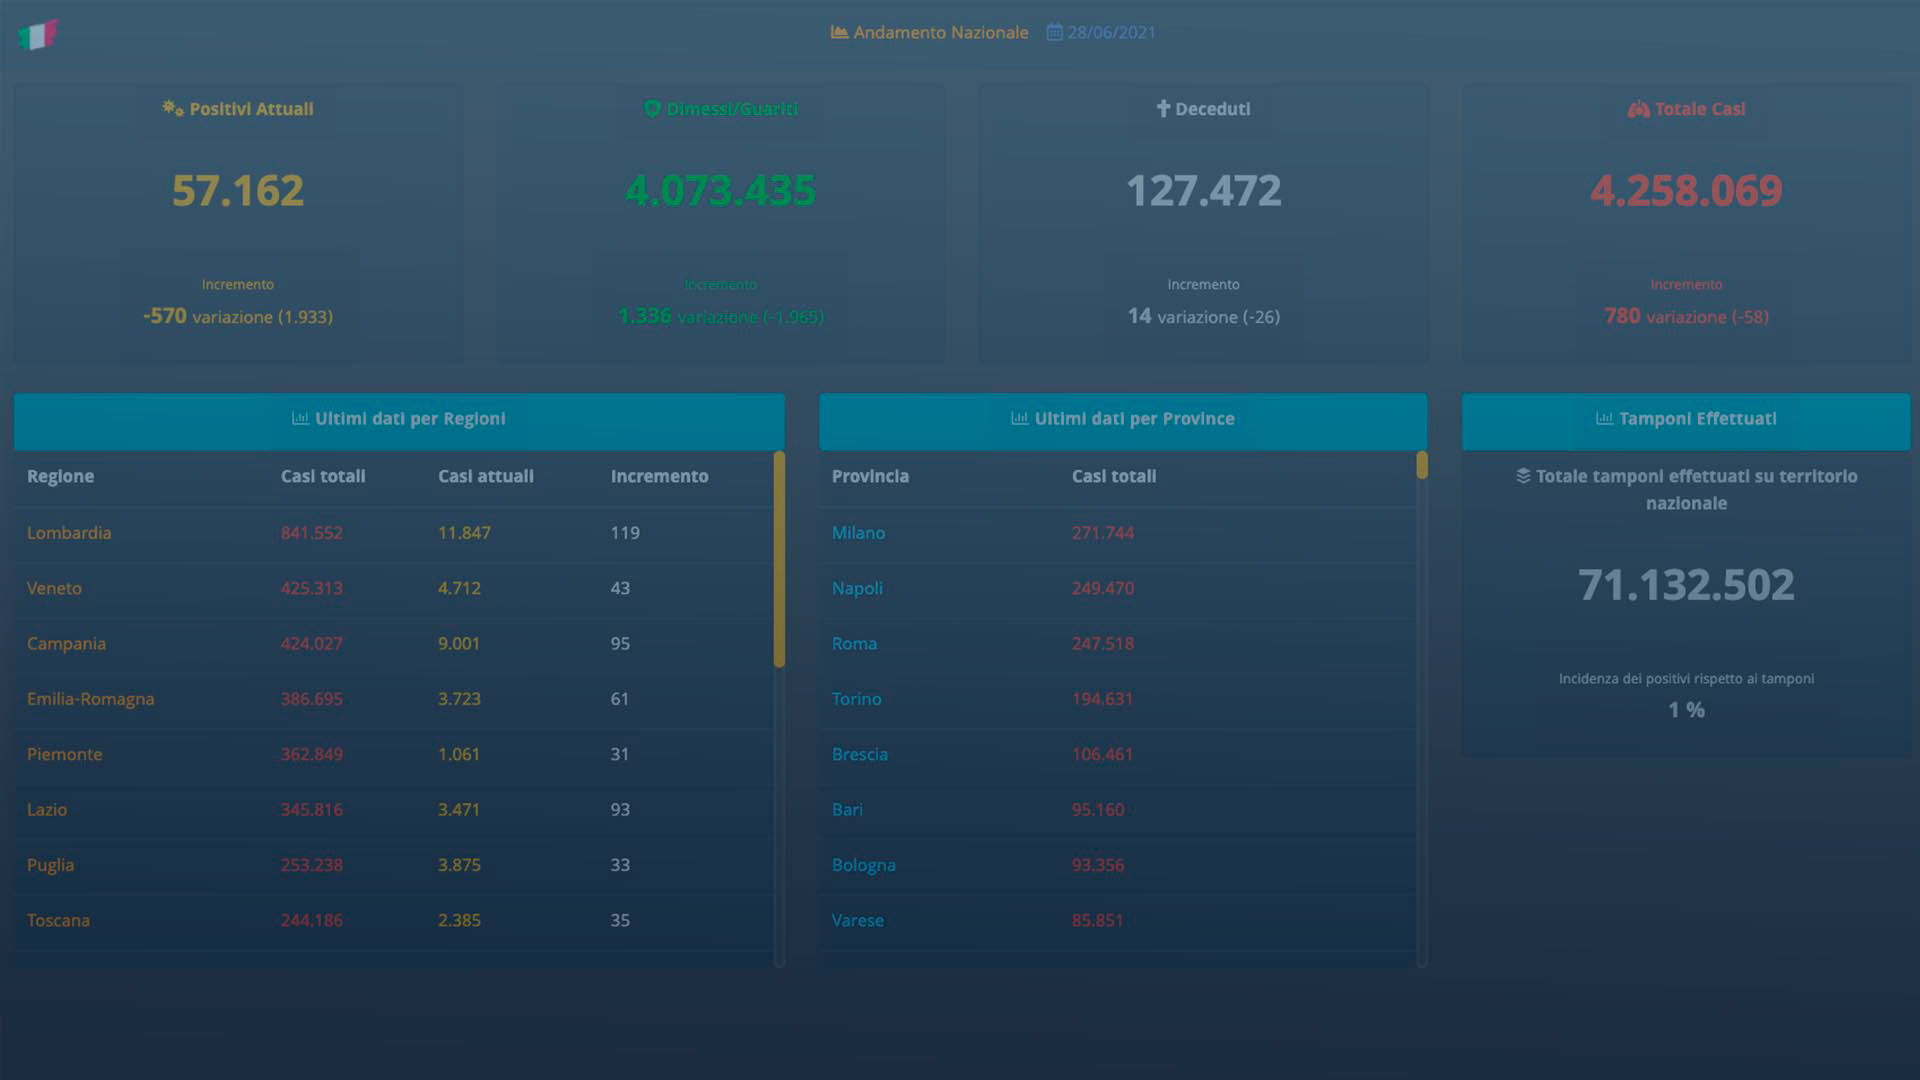 Andamento Nazionale 28/06/2021
Positivi Attuali
57.162
Incremento
-570 variazione (1.933)
Dimessi/Guariti
4.073.435
Incremento
1.336 variazione (-1.965)
Deceduti
127.472
Incremento
14 variazione (-26)
Totale Casi
4.258.069
Incremento
780 variazione (-58)
Ultimi dati per Regioni
Regione Casi totali Casi attuali Incremento
Lombardia 841.552 11.847 119
Veneto 425.313 4.712 43
Campania 424.027 9.001 95
Emilia-Romagna 386.695 3.723 61
Piemonte 362.849 1.061 31
Lazio 345.816 3.471 93
Puglia 253.238 3.875 33
Toscana 244.186 2.385 35
Ultimi dati per Province
Provincia Casi totali
Milano 271.744
Napoli 249.470
Roma 247.518
Torino 194.631
Brescia 106.461
Bari 95.160
Bologna 93.356
Varese 85.851
Tamponi Effettuati
Totale tamponi effettuati su territorio
nazionale
71.132.502
Incidenza dei positivi rispetto ai tamponi
1 %